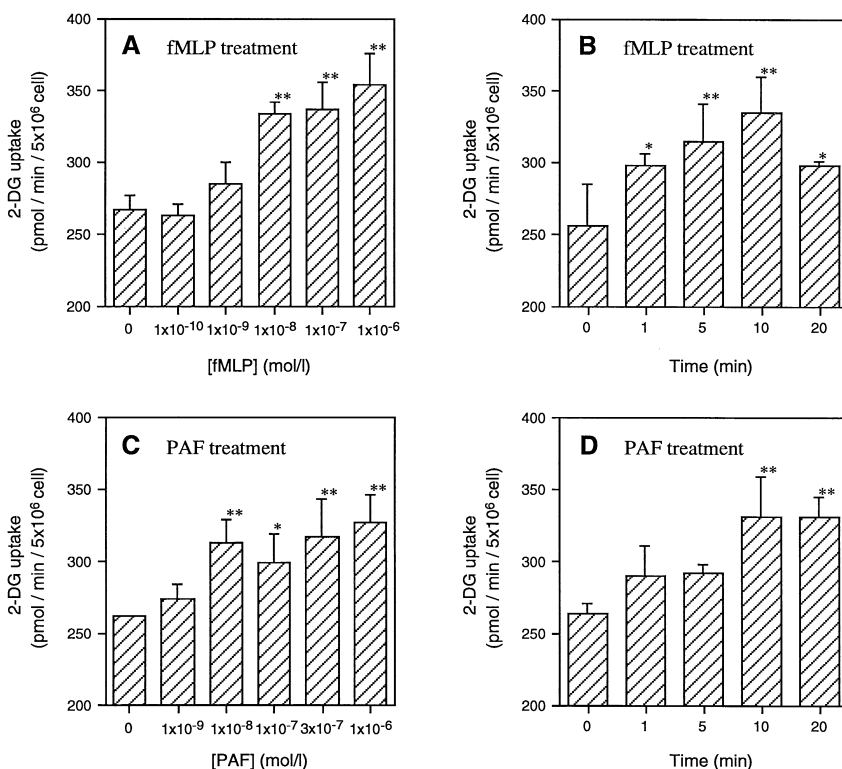 A fMLP treatment
2-DG uptake
(pmol / min / 5x10⁶ cell)
400
350
300
250
200
** ** **
0 1x10⁻¹⁰ 1x10⁻⁹ 1x10⁻⁸ 1x10⁻⁷ 1x10⁻⁶
[fMLP] (mol/l)
B fMLP treatment
2-DG uptake
(pmol / min / 5x10⁶ cell)
400
350
300
250
200
* ** ** *
0 1 5 10 20
Time (min)
C PAF treatment
2-DG uptake
(pmol / min / 5x10⁶ cell)
400
350
300
250
200
** * ** **
0 1x10⁻⁹ 1x10⁻⁸ 1x10⁻⁷ 3x10⁻⁷ 1x10⁻⁶
[PAF] (mol/l)
D PAF treatment
2-DG uptake
(pmol / min / 5x10⁶ cell)
400
350
300
250
200
** **
0 1 5 10 20
Time (min)